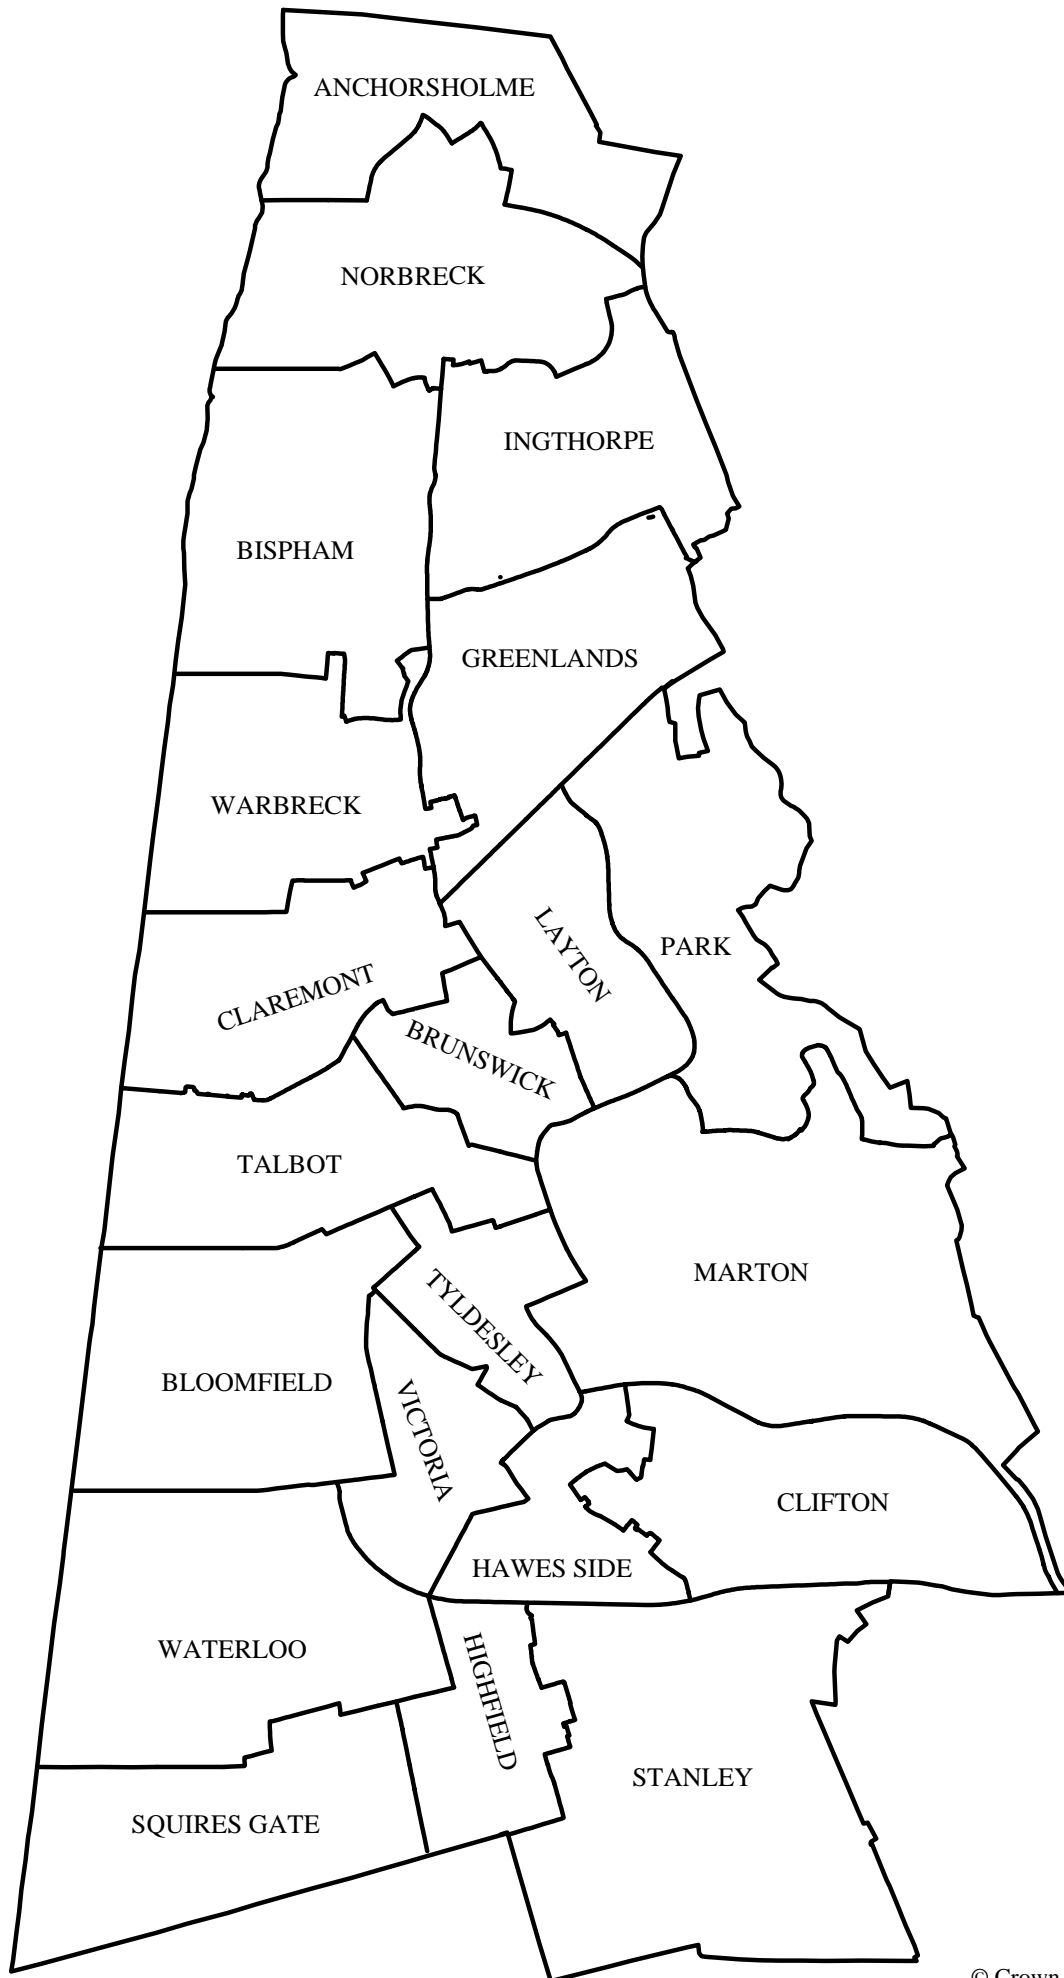 ANCHORSHOLME
NORBRECK
INGTHORPE
BISPHAM
GREENLANDS
WARBRECK
LAYTON
PARK
CLAREMONT
BRUNSWICK
TALBOT
MARTON
TYLDESLEY
BLOOMFIELD
VICTORIA
CLIFTON
HAWES SIDE
WATERLOO
HIGHFIELD
STANLEY
SQUIRES GATE
© Crown